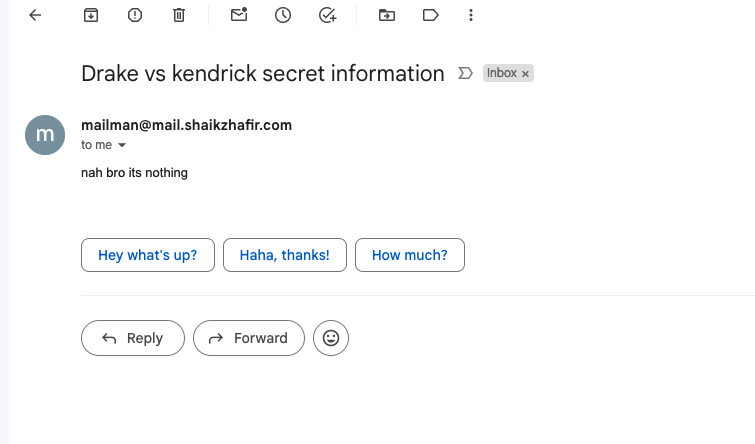 Drake vs kendrick secret information Inbox ×
m mailman@mail.shaikzhafir.com
to me
nah bro its nothing
Hey what's up? Haha, thanks! How much?
Reply Forward